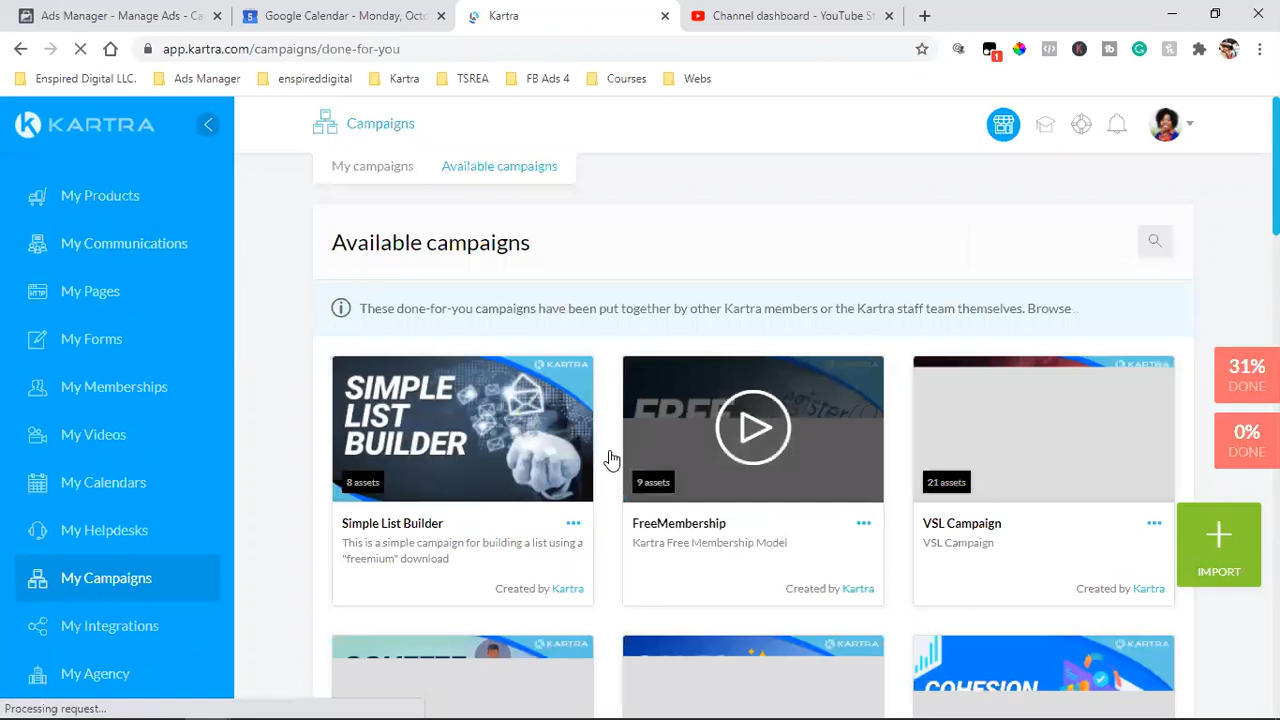 Ads Manager - Manage Ads - Ca
Google Calendar - Monday, Octo
Kartra
Channel dashboard - YouTube St
app.kartra.com/campaigns/done-for-you
1
Enspired Digital LLC.
Ads Manager
enspireddigital
Kartra
TSREA
FB Ads 4
Courses
Webs
KARTRA
Campaigns
My Products
My Communications
My Pages
My Forms
My Memberships
My Videos
My Calendars
My Helpdesks
My Campaigns
My Integrations
My Agency
My campaigns
Available campaigns
Available campaigns
These done-for-you campaigns have been put together by other Kartra members or the Kartra staff team themselves. Browse
KARTRA
SIMPLE
LIST
BUILDER
8 assets
Simple List Builder
This is a simple campaign for building a list using a
"freemium" download
Created by Kartra
9 assets
FreeMembership
Kartra Free Membership Model
Created by Kartra
KARTRA
21 assets
VSL Campaign
VSL Campaign
Created by Kartra
31%
DONE
0%
DONE
IMPORT
KARTRA
KARTRA
KARTRA
COHESION
Processing request...